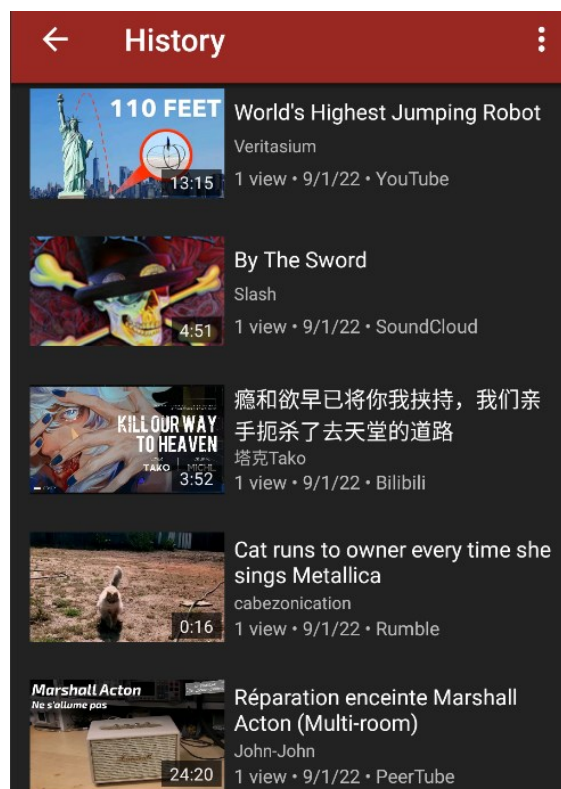 History
110 FEET
13:15
World's Highest Jumping Robot
Veritasium
1 view • 9/1/22 • YouTube
4:51
By The Sword
Slash
1 view • 9/1/22 • SoundCloud
KILL OUR WAY
TO HEAVEN
TAKO MICHL
3:52
瘾和欲早已将你我挟持，我们亲
手扼杀了去天堂的道路
塔克Tako
1 view • 9/1/22 • Bilibili
0:16
Cat runs to owner every time she
sings Metallica
cabezonication
1 view • 9/1/22 • Rumble
Marshall Acton
Ne s'allume pas
24:20
Réparation enceinte Marshall
Acton (Multi-room)
John-John
1 view • 9/1/22 • PeerTube